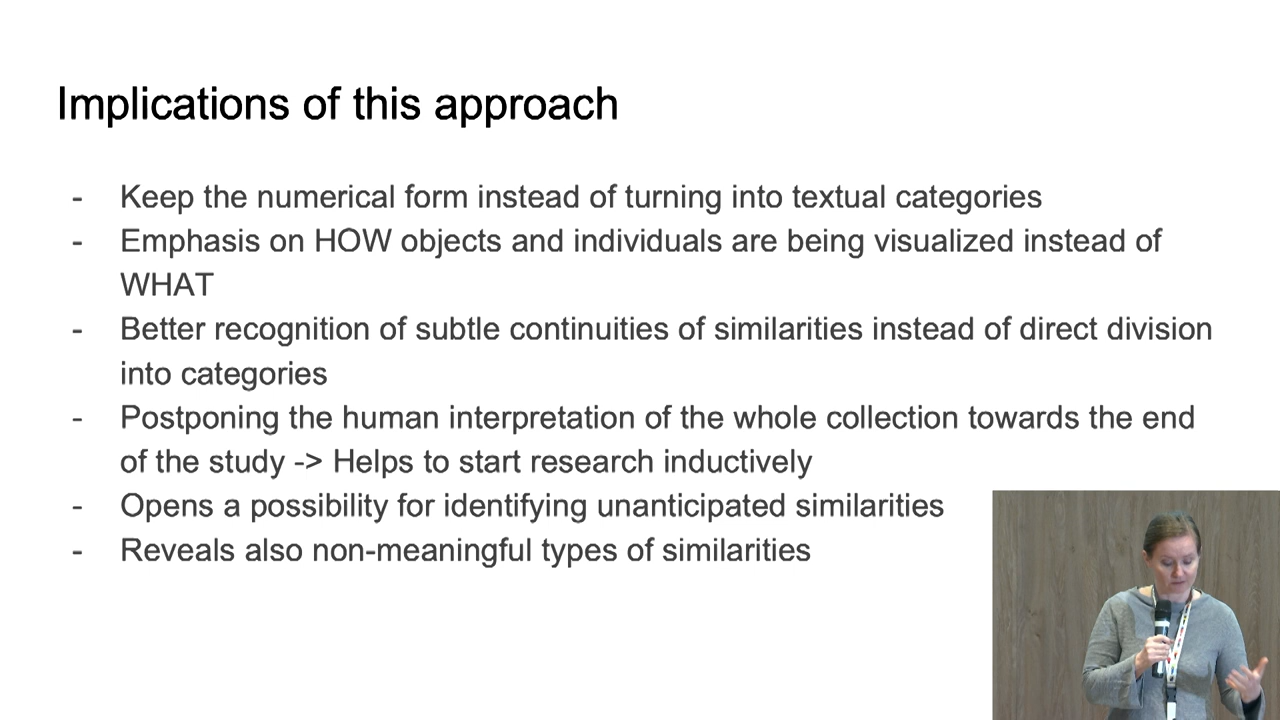 Implications of this approach
- Keep the numerical form instead of turning into textual categories
- Emphasis on HOW objects and individuals are being visualized instead of
WHAT
- Better recognition of subtle continuities of similarities instead of direct division
into categories
- Postponing the human interpretation of the whole collection towards the end
of the study -> Helps to start research inductively
- Opens a possibility for identifying unanticipated similarities
- Reveals also non-meaningful types of similarities